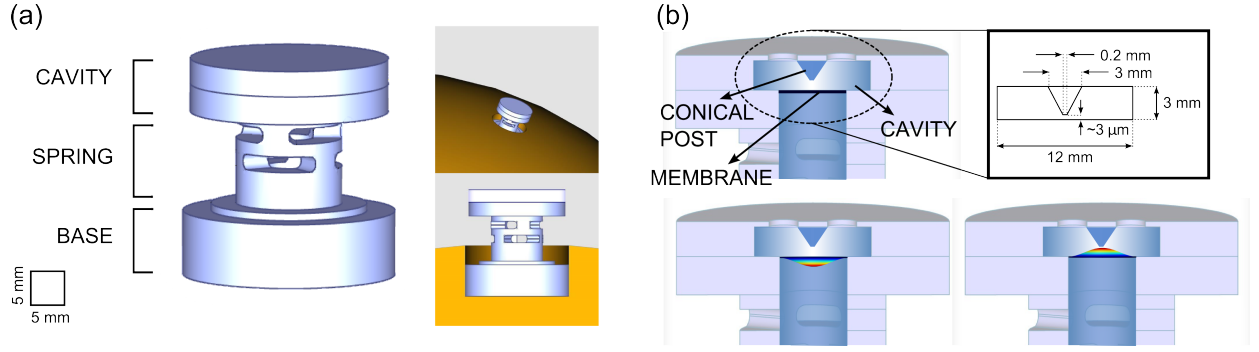 (a)
CAVITY
SPRING
BASE
5 mm
5 mm
(b)
CONICAL
POST
MEMBRANE
CAVITY
0.2 mm
3 mm
3 mm
~3 μm
12 mm